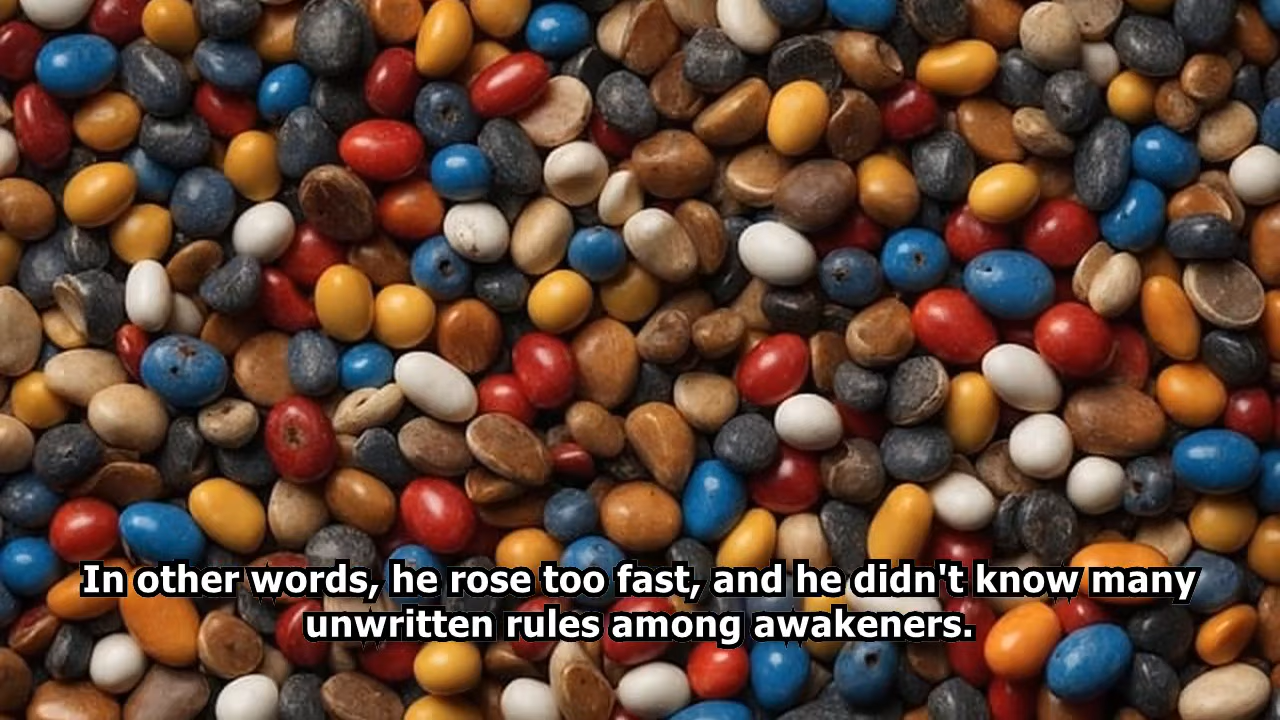 In other words, he rose too fast, and he didn't know many
unwritten rules among awakeners.